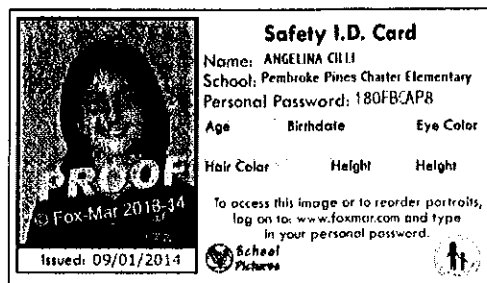 Safety I.D. Card
Name: ANGELINA CILLI
School: Pembroke Pines Charter Elementary
Personal Password: 180FBCAP8
Age Birthdate Eye Color
Hair Color Height Height
To access this image or to reorder portraits,
log on to: www.foxmar.com and type
in your personal password.
PROOF
© Fox-Mar 2013-14
Issued: 09/01/2014
School
Pictures